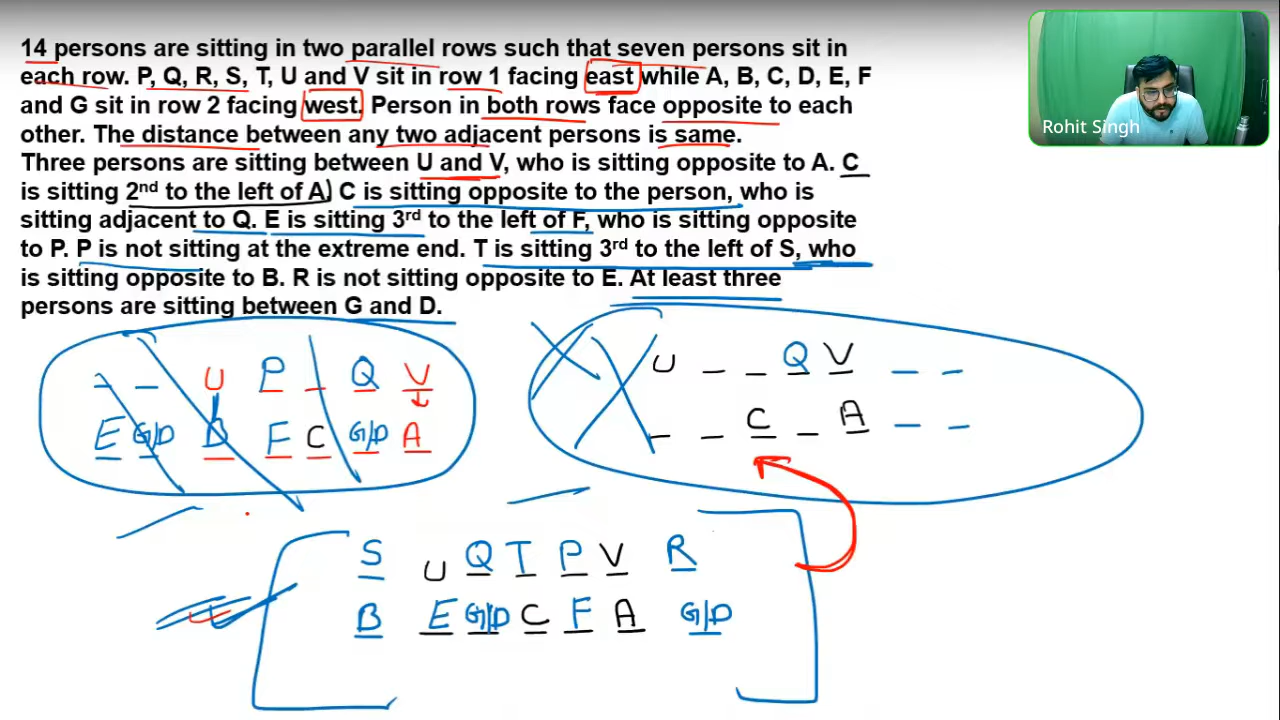 14 persons are sitting in two parallel rows such that seven persons sit in
each row. P, Q, R, S, T, U and V sit in row 1 facing east while A, B, C, D, E, F
and G sit in row 2 facing west. Person in both rows face opposite to each
other. The distance between any two adjacent persons is same.
Three persons are sitting between U and V, who is sitting opposite to A. C
is sitting 2nd to the left of A. C is sitting opposite to the person, who is
sitting adjacent to Q. E is sitting 3rd to the left of F, who is sitting opposite
to P. P is not sitting at the extreme end. T is sitting 3rd to the left of S, who
is sitting opposite to B. R is not sitting opposite to E. At least three
persons are sitting between G and D.
Rohit Singh
_ _ U P _ Q V
E G/D B F C G/D A
U _ _ Q V _ _
_ _ C _ A _ _
S U Q T P V R
B E G/D C F A G/D